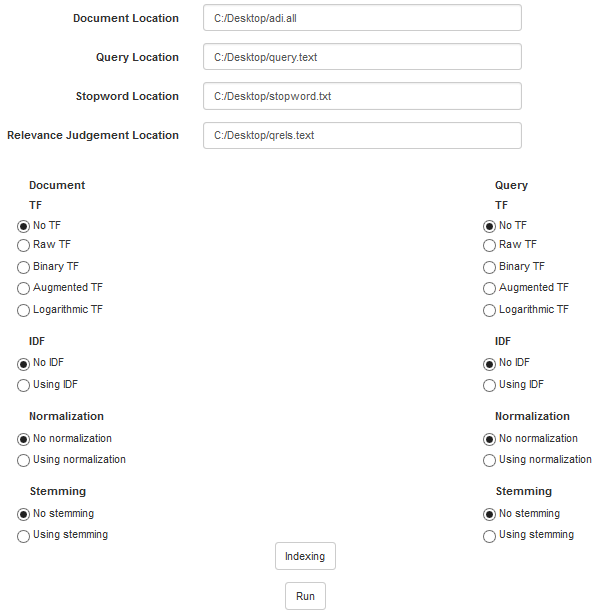 Document Location C:/Desktop/adi.all
Query Location C:/Desktop/query.text
Stopword Location C:/Desktop/stopword.txt
Relevance Judgement Location C:/Desktop/qrels.text
Document
TF
No TF
Raw TF
Binary TF
Augmented TF
Logarithmic TF
IDF
No IDF
Using IDF
Normalization
No normalization
Using normalization
Stemming
No stemming
Using stemming
Query
TF
No TF
Raw TF
Binary TF
Augmented TF
Logarithmic TF
IDF
No IDF
Using IDF
Normalization
No normalization
Using normalization
Stemming
No stemming
Using stemming
Indexing
Run